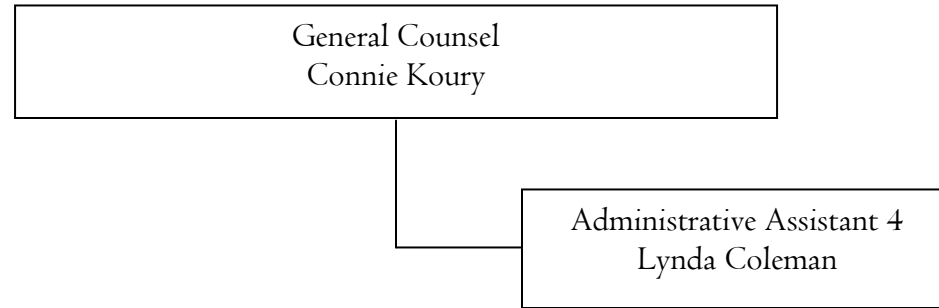 General Counsel
Connie Koury
Administrative Assistant 4
Lynda Coleman